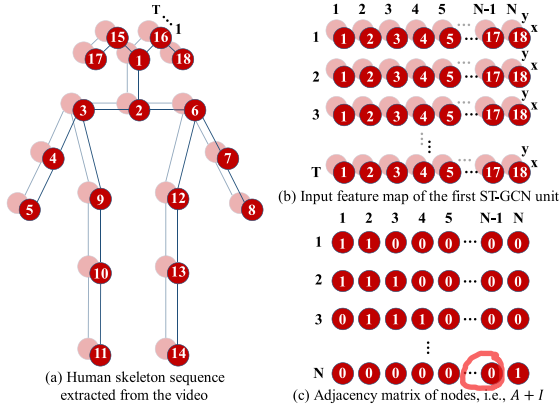 T
1
15
16
17
1
18
3
2
6
4
7
5
9
12
8
10
13
11
14
(a) Human skeleton sequence
extracted from the video
1 2 3 4 5 N-1 N y
1 1 2 3 4 5 ··· 17 18 x
y
2 1 2 3 4 5 ··· 17 18 x
y
3 1 2 3 4 5 ··· 17 18 x
y
T 1 2 3 4 5 ··· 17 18 x
(b) Input feature map of the first ST-GCN unit
1 2 3 4 5 N-1 N
1 1 1 0 0 0 ··· 0 0
2 1 1 1 0 0 ··· 0 0
3 0 1 1 1 0 ··· 0 0
N 0 0 0 0 0 ··· 0 1
(c) Adjacency matrix of nodes, i.e., A + I